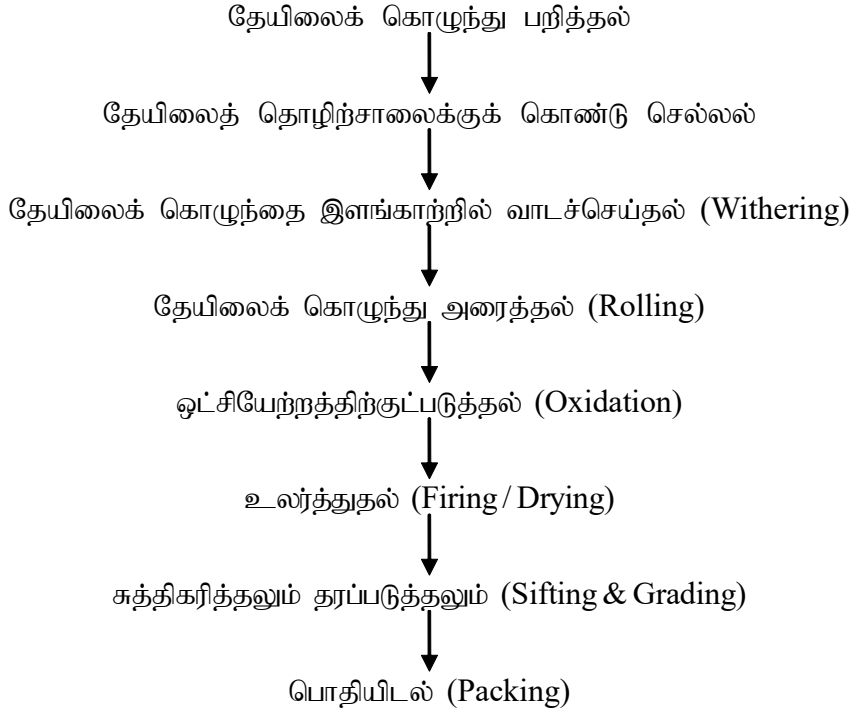 தேயிலைக் கொழுந்து பறித்தல்
தேயிலைத் தொழிற்சாலைக்குக் கொண்டு செல்லல்
தேயிலைக் கொழுந்தை இளங்காற்றில் வாடச்செய்தல் (Withering)
தேயிலைக் கொழுந்து அரைத்தல் (Rolling)
ஒட்சியேற்றத்திற்குட்படுத்தல் (Oxidation)
உலர்த்துதல் (Firing / Drying)
சுத்திகரித்தலும் தரப்படுத்தலும் (Sifting & Grading)
பொதியிடல் (Packing)